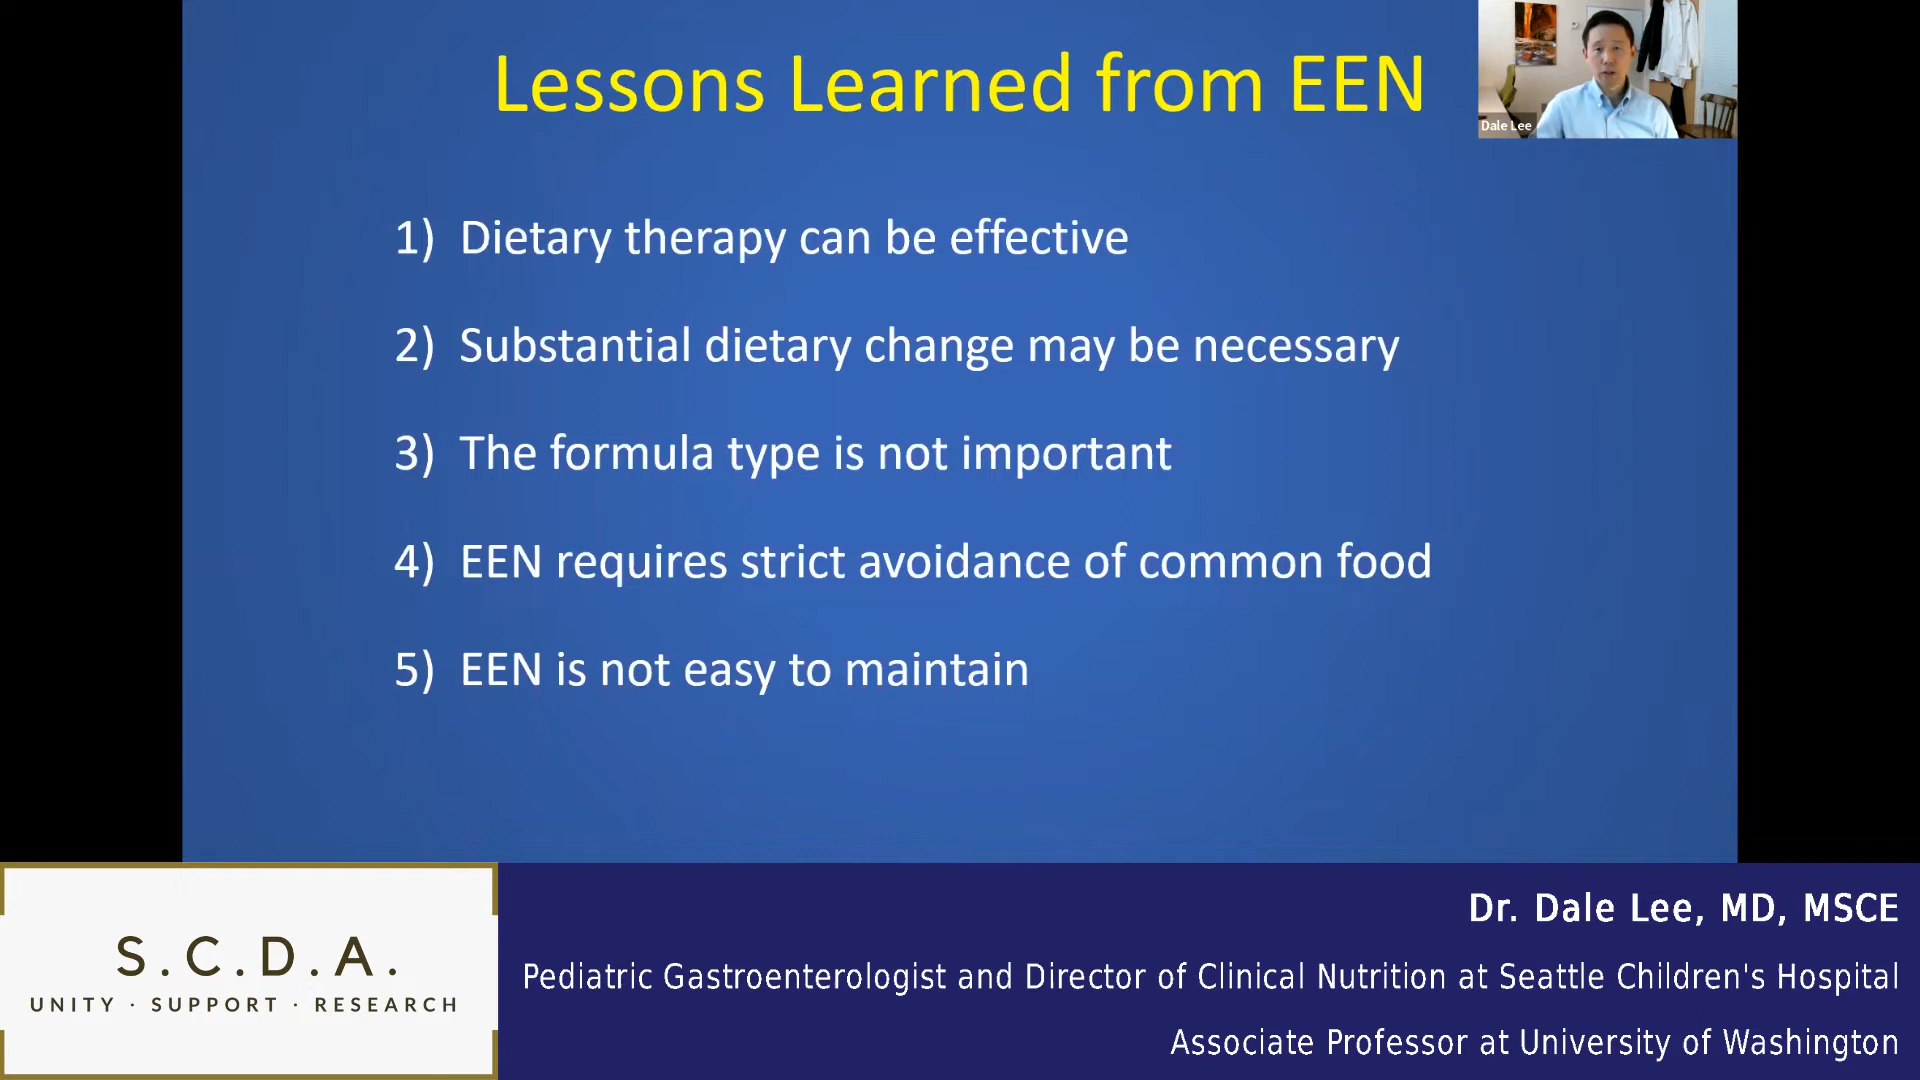 Lessons Learned from EEN
Dale Lee
1) Dietary therapy can be effective
2) Substantial dietary change may be necessary
3) The formula type is not important
4) EEN requires strict avoidance of common food
5) EEN is not easy to maintain
S.C.D.A.
UNITY · SUPPORT · RESEARCH
Dr. Dale Lee, MD, MSCE
Pediatric Gastroenterologist and Director of Clinical Nutrition at Seattle Children's Hospital
Associate Professor at University of Washington